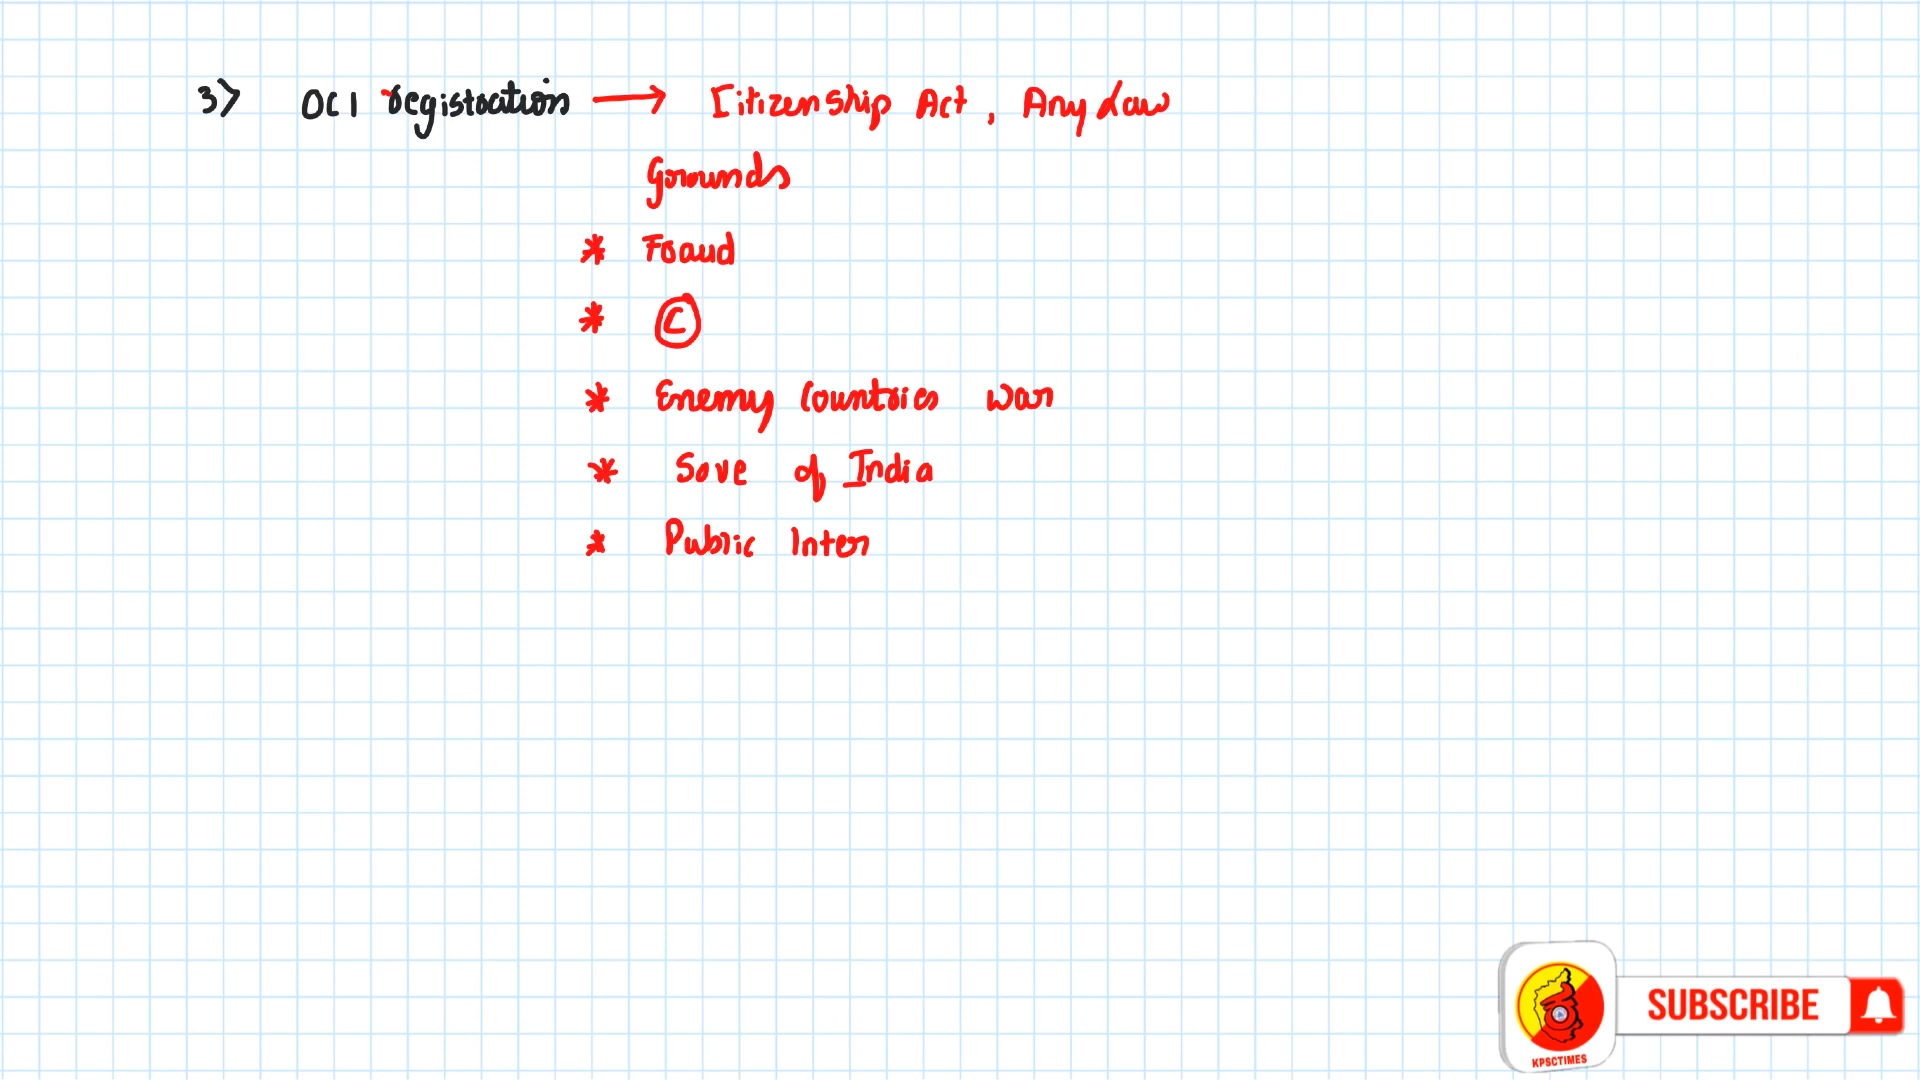 3) OCI registration → Citizenship Act, Any Law
Grounds
* Fraud
* C
* Enemy Countries war
* Sove of India
* Public Inter
SUBSCRIBE
KPSCTIMES